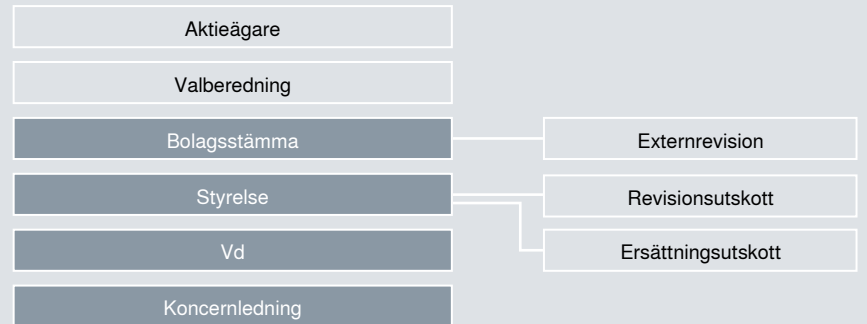 Aktieägare
Valberedning
Bolagsstämma
Externrevision
Styrelse
Revisionsutskott
Vd
Ersättningsutskott
Koncernledning